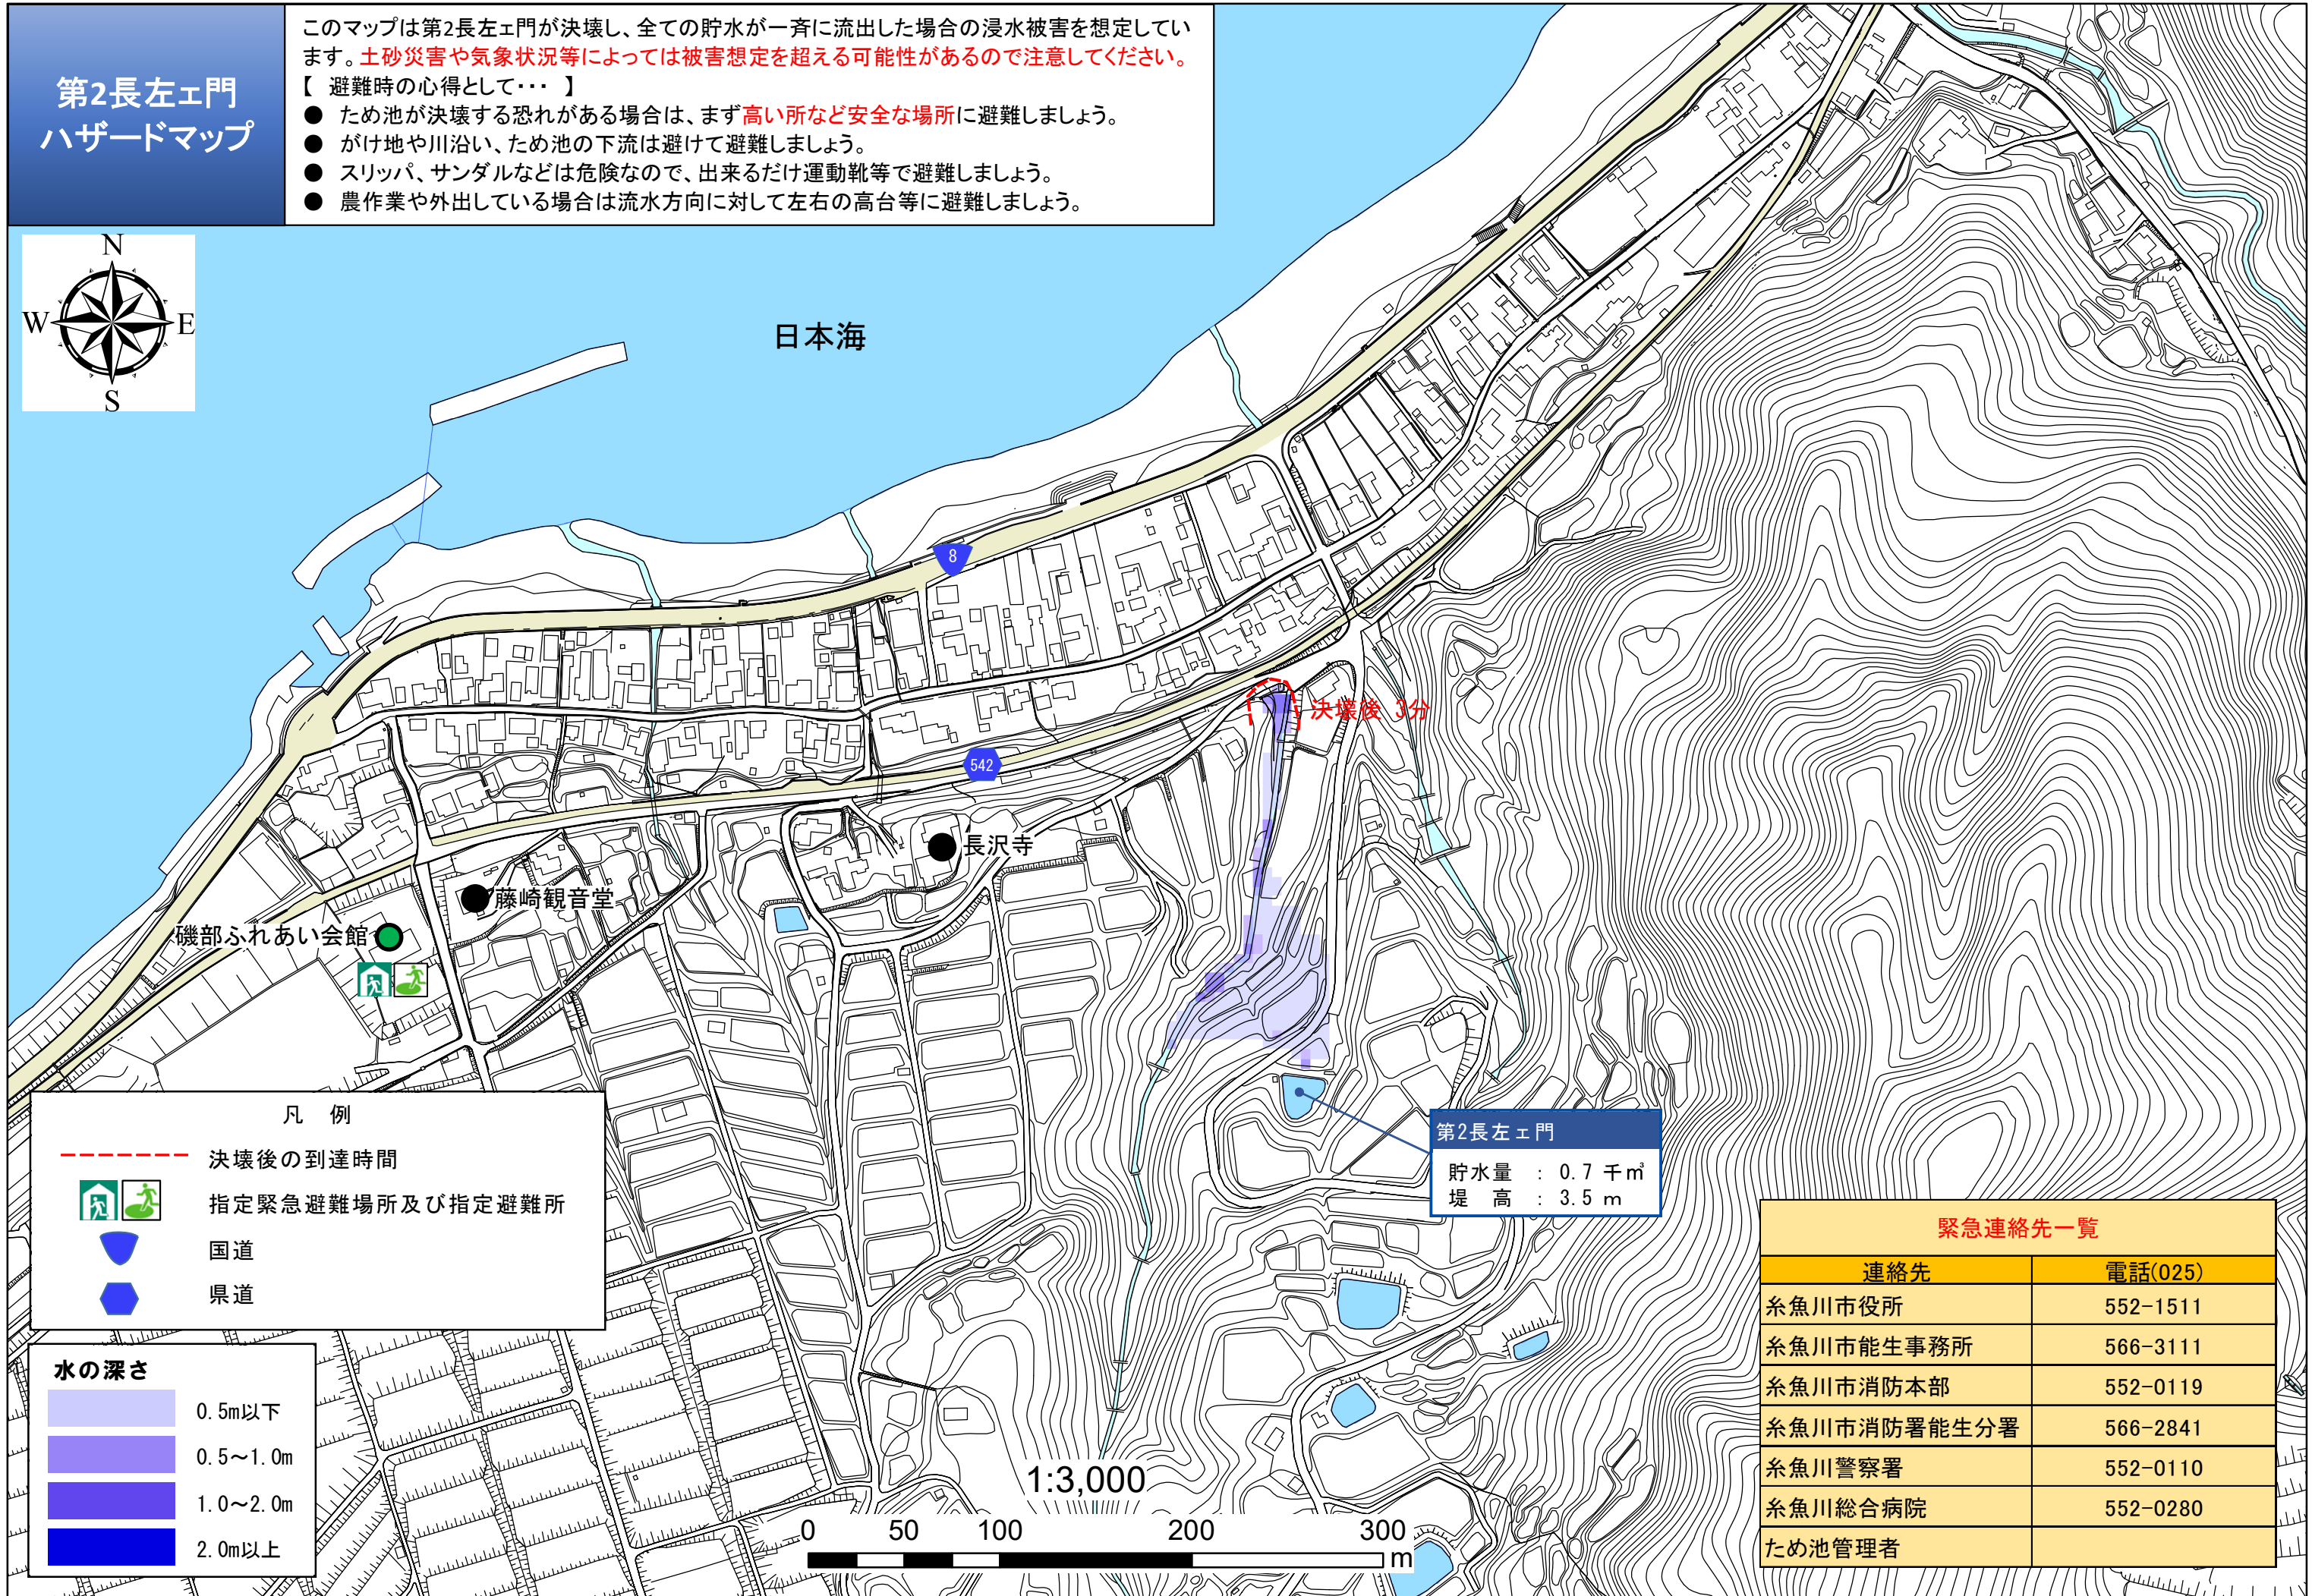 第2長左ェ門
ハザードマップ
このマップは第2長左ェ門が決壊し、全ての貯水が一斉に流出した場合の浸水被害を想定してい
ます。土砂災害や気象状況等によっては被害想定を超える可能性があるので注意してください。
【 避難時の心得として・・・ 】
● ため池が決壊する恐れがある場合は、まず高い所など安全な場所に避難しましょう。
● がけ地や川沿い、ため池の下流は避けて避難しましょう。
● スリッパ、サンダルなどは危険なので、出来るだけ運動靴等で避難しましょう。
● 農作業や外出している場合は流水方向に対して左右の高台等に避難しましょう。
N
W E
S
日本海
8
決壊後 3分
542
長沢寺
藤崎観音堂
磯部ふれあい会館
第2長左ェ門
貯水量 : 0.7 千㎥
堤 高 : 3.5 m
凡 例
決壊後の到達時間
指定緊急避難場所及び指定避難所
国道
県道
水の深さ
0.5m以下
0.5～1.0m
1.0～2.0m
2.0m以上
1:3,000
0 50 100 200 300
m
緊急連絡先一覧
連絡先 電話(025)
糸魚川市役所 552-1511
糸魚川市能生事務所 566-3111
糸魚川市消防本部 552-0119
糸魚川市消防署能生分署 566-2841
糸魚川警察署 552-0110
糸魚川総合病院 552-0280
ため池管理者